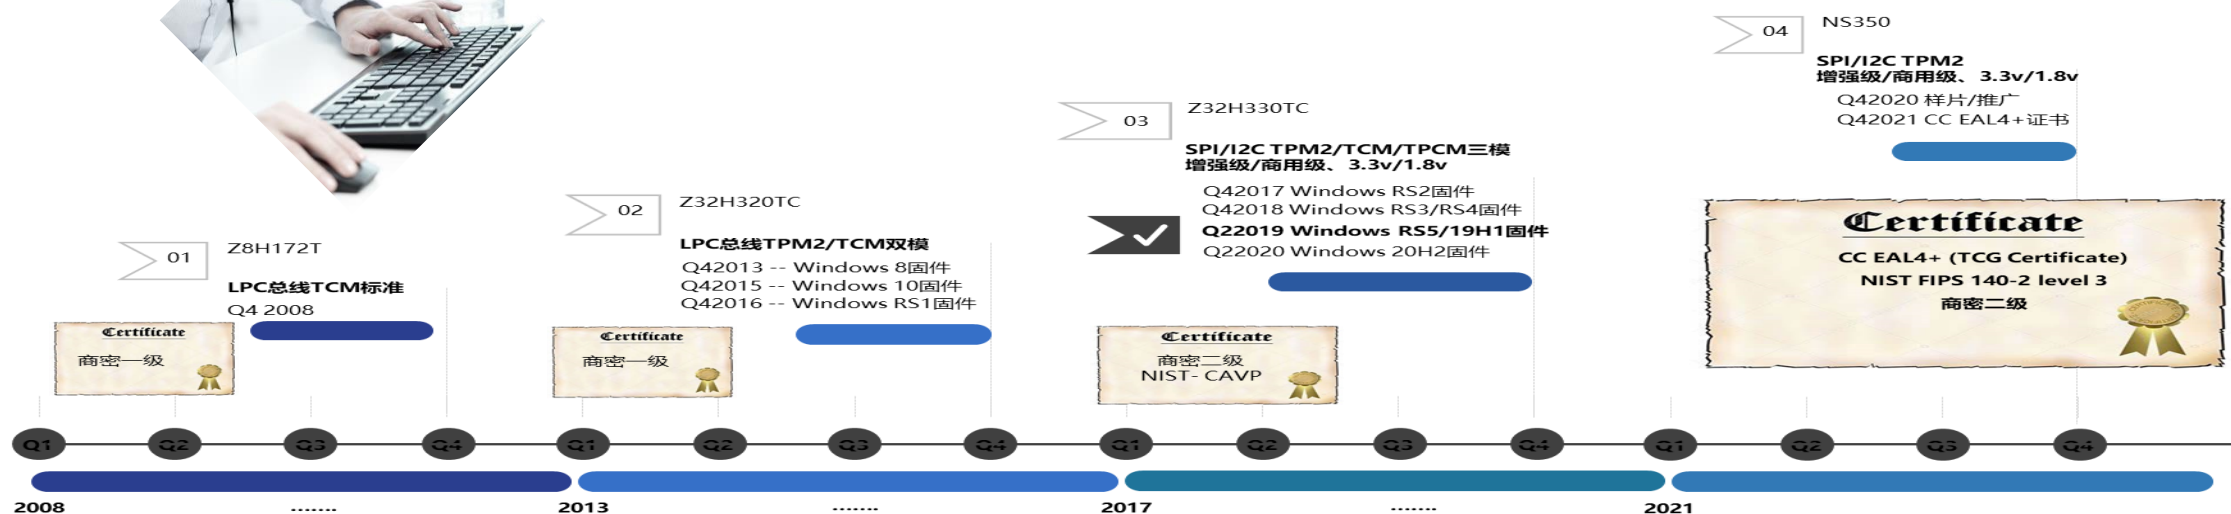 01
Z8H172T
LPC总线TCM标准
Q4 2008
Certificate
商密一级
02
Z32H320TC
LPC总线TPM2/TCM双模
Q42013 -- Windows 8固件
Q42015 -- Windows 10固件
Q42016 -- Windows RS1固件
Certificate
商密一级
03
Z32H330TC
SPI/I2C TPM2/TCM/TPCM三模
增强级/商用级、3.3v/1.8v
Q42017 Windows RS2固件
Q42018 Windows RS3/RS4固件
Q22019 Windows RS5/19H1固件
Q22020 Windows 20H2固件
Certificate
商密二级
NIST- CAVP
04
NS350
SPI/I2C TPM2
增强级/商用级、3.3v/1.8v
Q42020 样片/推广
Q42021 CC EAL4+证书
Certificate
CC EAL4+ (TCG Certificate)
NIST FIPS 140-2 level 3
商密二级
Q1 Q2 Q3 Q4 Q1 Q2 Q3 Q4 Q1 Q2 Q3 Q4 Q1 Q2 Q3 Q4
2008 ....... 2013 ....... 2017 ....... 2021